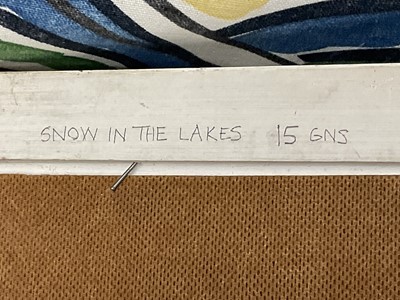 SNOW IN THE LAKES 15 GNS